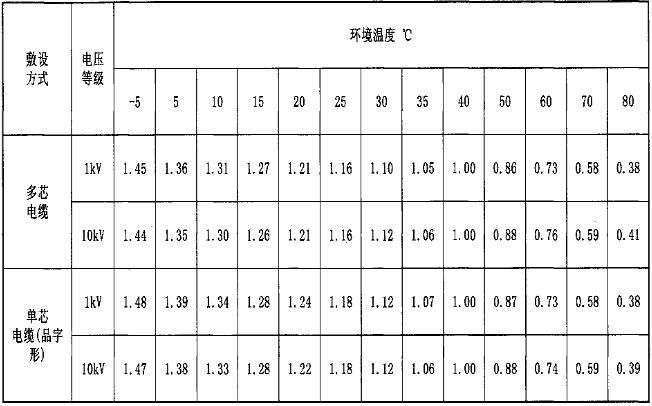 敷设
方式
电压
等级
环境温度 ℃
-5 5 10 15 20 25 30 35 40 50 60 70 80
多芯
电缆
1kV 1.45 1.36 1.31 1.27 1.21 1.16 1.10 1.05 1.00 0.86 0.73 0.58 0.38
10kV 1.44 1.35 1.30 1.26 1.21 1.16 1.12 1.06 1.00 0.88 0.76 0.59 0.41
单芯
电缆(品字
形)
1kV 1.48 1.39 1.34 1.28 1.24 1.18 1.12 1.07 1.00 0.87 0.73 0.58 0.38
10kV 1.47 1.38 1.33 1.28 1.22 1.18 1.12 1.06 1.00 0.88 0.74 0.59 0.39